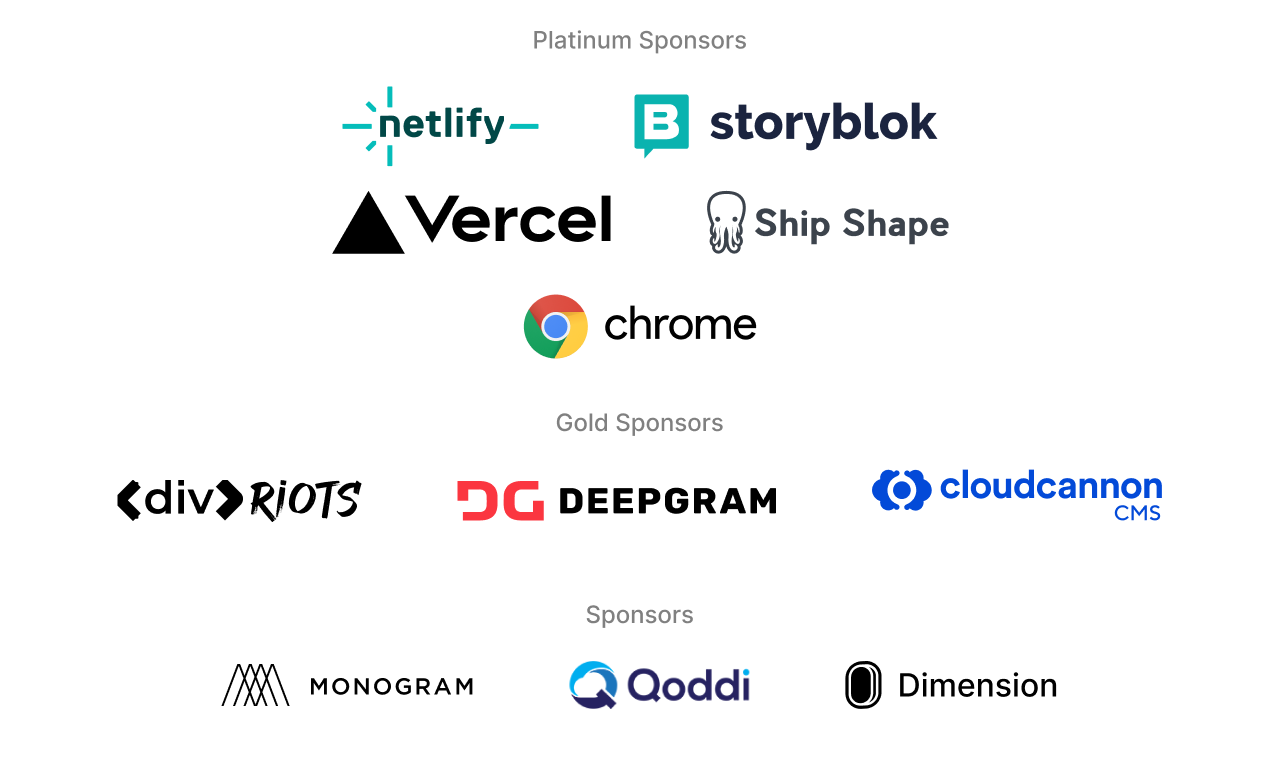 Platinum Sponsors
netlify
storyblok
Vercel
Ship Shape
chrome
Gold Sponsors
<div>RiOTS
DG DEEPGRAM
cloudcannon
CMS
Sponsors
MONOGRAM
Qoddi
Dimension